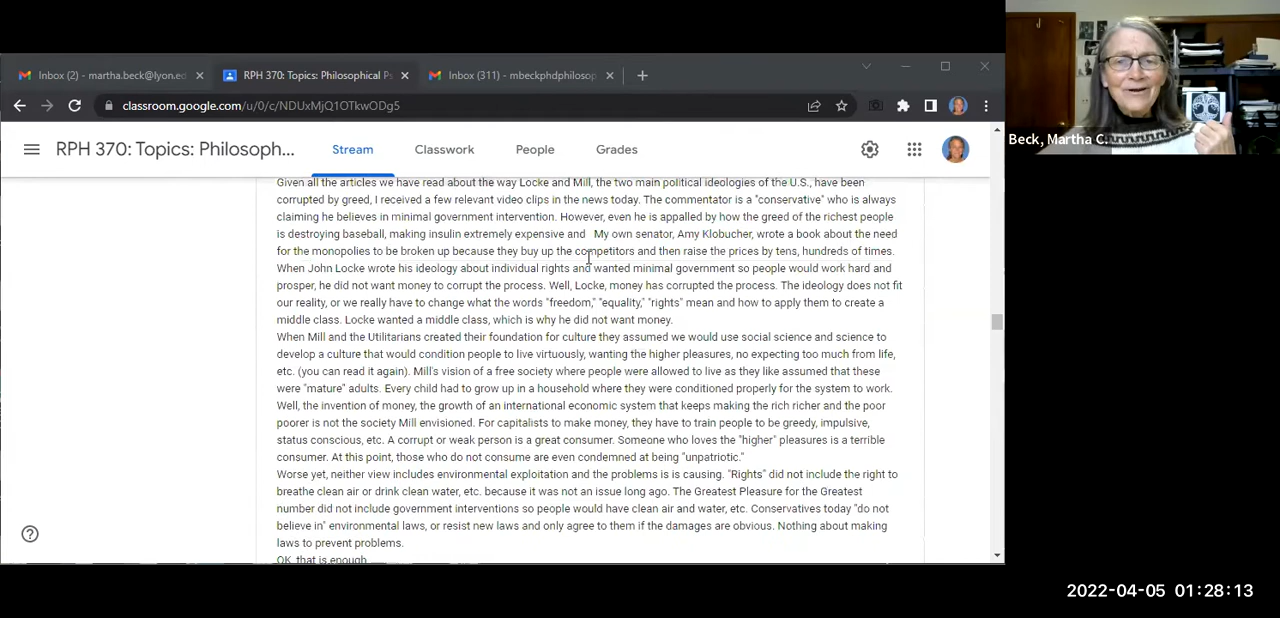 Inbox (2) - martha.beck@lyon.ed
RPH 370: Topics: Philosophical Pa
Inbox (311) - mbeckphdphilosop
classroom.google.com/u/0/c/NDUxMjQ1OTkwODg5
Beck, Martha C.
RPH 370: Topics: Philosoph...
Stream
Classwork
People
Grades
Given all the articles we have read about the way Locke and Mill, the two main political ideologies of the U.S., have been
corrupted by greed, I received a few relevant video clips in the news today. The commentator is a "conservative" who is always
claiming he believes in minimal government intervention. However, even he is appalled by how the greed of the richest people
is destroying baseball, making insulin extremely expensive and   My own senator, Amy Klobucher, wrote a book about the need
for the monopolies to be broken up because they buy up the competitors and then raise the prices by tens, hundreds of times.
When John Locke wrote his ideology about individual rights and wanted minimal government so people would work hard and
prosper, he did not want money to corrupt the process. Well, Locke, money has corrupted the process. The ideology does not fit
our reality, or we really have to change what the words "freedom," "equality," "rights" mean and how to apply them to create a
middle class. Locke wanted a middle class, which is why he did not want money.
When Mill and the Utilitarians created their foundation for culture they assumed we would use social science and science to
develop a culture that would condition people to live virtuously, wanting the higher pleasures, no expecting too much from life,
etc. (you can read it again). Mill's vision of a free society where people were allowed to live as they like assumed that these
were "mature" adults. Every child had to grow up in a household where they were conditioned properly for the system to work.
Well, the invention of money, the growth of an international economic system that keeps making the rich richer and the poor
poorer is not the society Mill envisioned. For capitalists to make money, they have to train people to be greedy, impulsive,
status conscious, etc. A corrupt or weak person is a great consumer. Someone who loves the "higher" pleasures is a terrible
consumer. At this point, those who do not consume are even condemned at being "unpatriotic."
Worse yet, neither view includes environmental exploitation and the problems is is causing. "Rights" did not include the right to
breathe clean air or drink clean water, etc. because it was not an issue long ago. The Greatest Pleasure for the Greatest
number did not include government interventions so people would have clean air and water, etc. Conservatives today "do not
believe in" environmental laws, or resist new laws and only agree to them if the damages are obvious. Nothing about making
laws to prevent problems.
OK, that is enough
2022-04-05 01:28:13